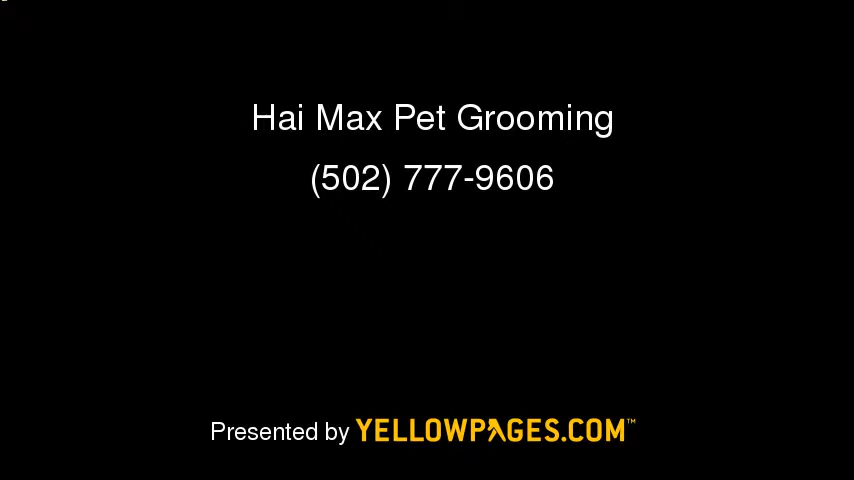 Hai Max Pet Grooming
(502) 777-9606
Presented by YELLOWPAGES.COM™